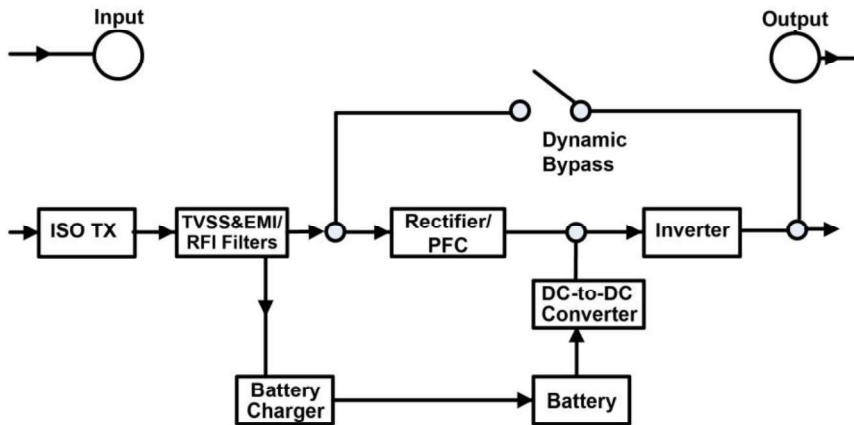 Input
Output
Dynamic
Bypass
ISO TX
TVSS&EMI/
RFI Filters
Rectifier/
PFC
Inverter
DC-to-DC
Converter
Battery
Charger
Battery